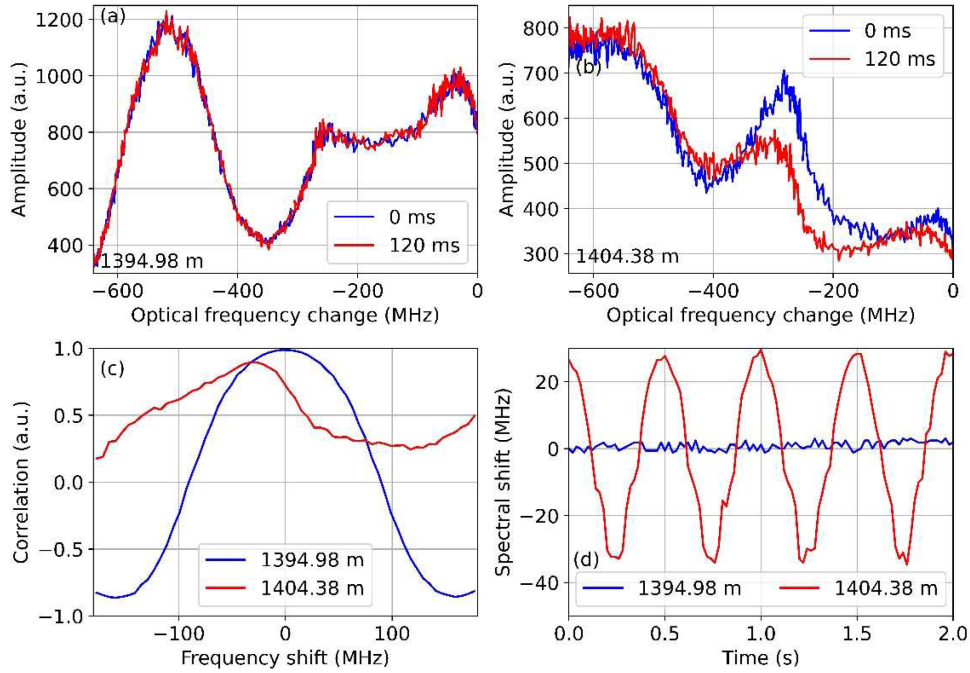 (a)
1200
1000
800
600
400
Amplitude (a.u.)
0 ms
120 ms
1394.98 m
−600
−400
−200
0
Optical frequency change (MHz)
(b)
800
700
600
500
400
300
Amplitude (a.u.)
0 ms
120 ms
1404.38 m
−600
−400
−200
0
Optical frequency change (MHz)
(c)
1.0
0.5
0.0
−0.5
−1.0
Correlation (a.u.)
1394.98 m
1404.38 m
−100
0
100
Frequency shift (MHz)
20
0
−20
−40
Spectral shift (MHz)
(d)
1394.98 m
1404.38 m
0.0
0.5
1.0
1.5
2.0
Time (s)